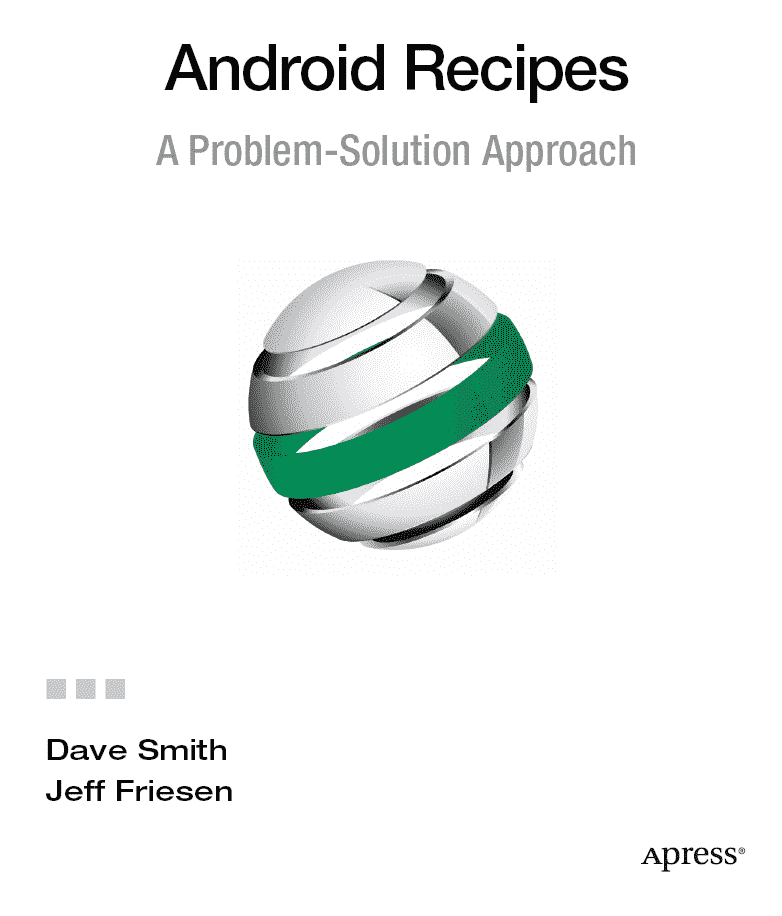 Android Recipes
A Problem-Solution Approach
Dave Smith
Jeff Friesen
Apress®